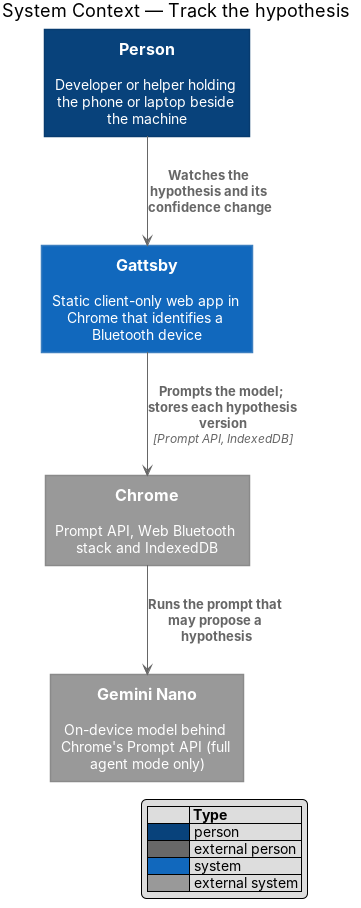 System Context — Track the hypothesis
Person
Developer or helper holding
the phone or laptop beside
the machine
Watches the
hypothesis and its
confidence change
Gattsby
Static client-only web app in
Chrome that identifies a
Bluetooth device
Prompts the model;
stores each hypothesis
version
[Prompt API, IndexedDB]
Chrome
Prompt API, Web Bluetooth
stack and IndexedDB
Runs the prompt that
may propose a
hypothesis
Gemini Nano
On-device model behind
Chrome's Prompt API (full
agent mode only)
Type
person
external person
system
external system